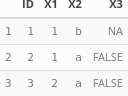 ID X1 X2 X3
1 1 1 b NA
2 2 1 a FALSE
3 3 2 a FALSE